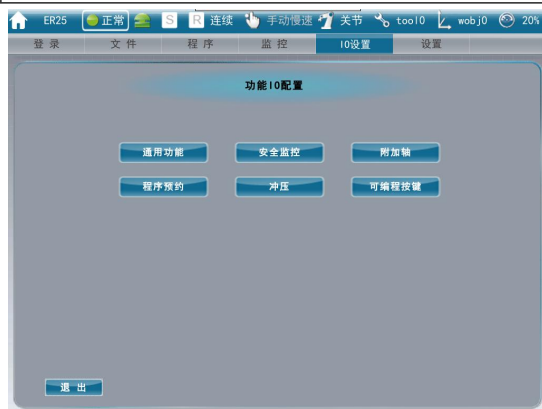 ER25 正常 S R 连续 手动慢速 关节 tool0 wobj0 20%
登录 文件 程序 监控 IO设置 设置
功能IO配置
通用功能 安全监控 附加轴
程序预约 冲压 可编程按键
退出